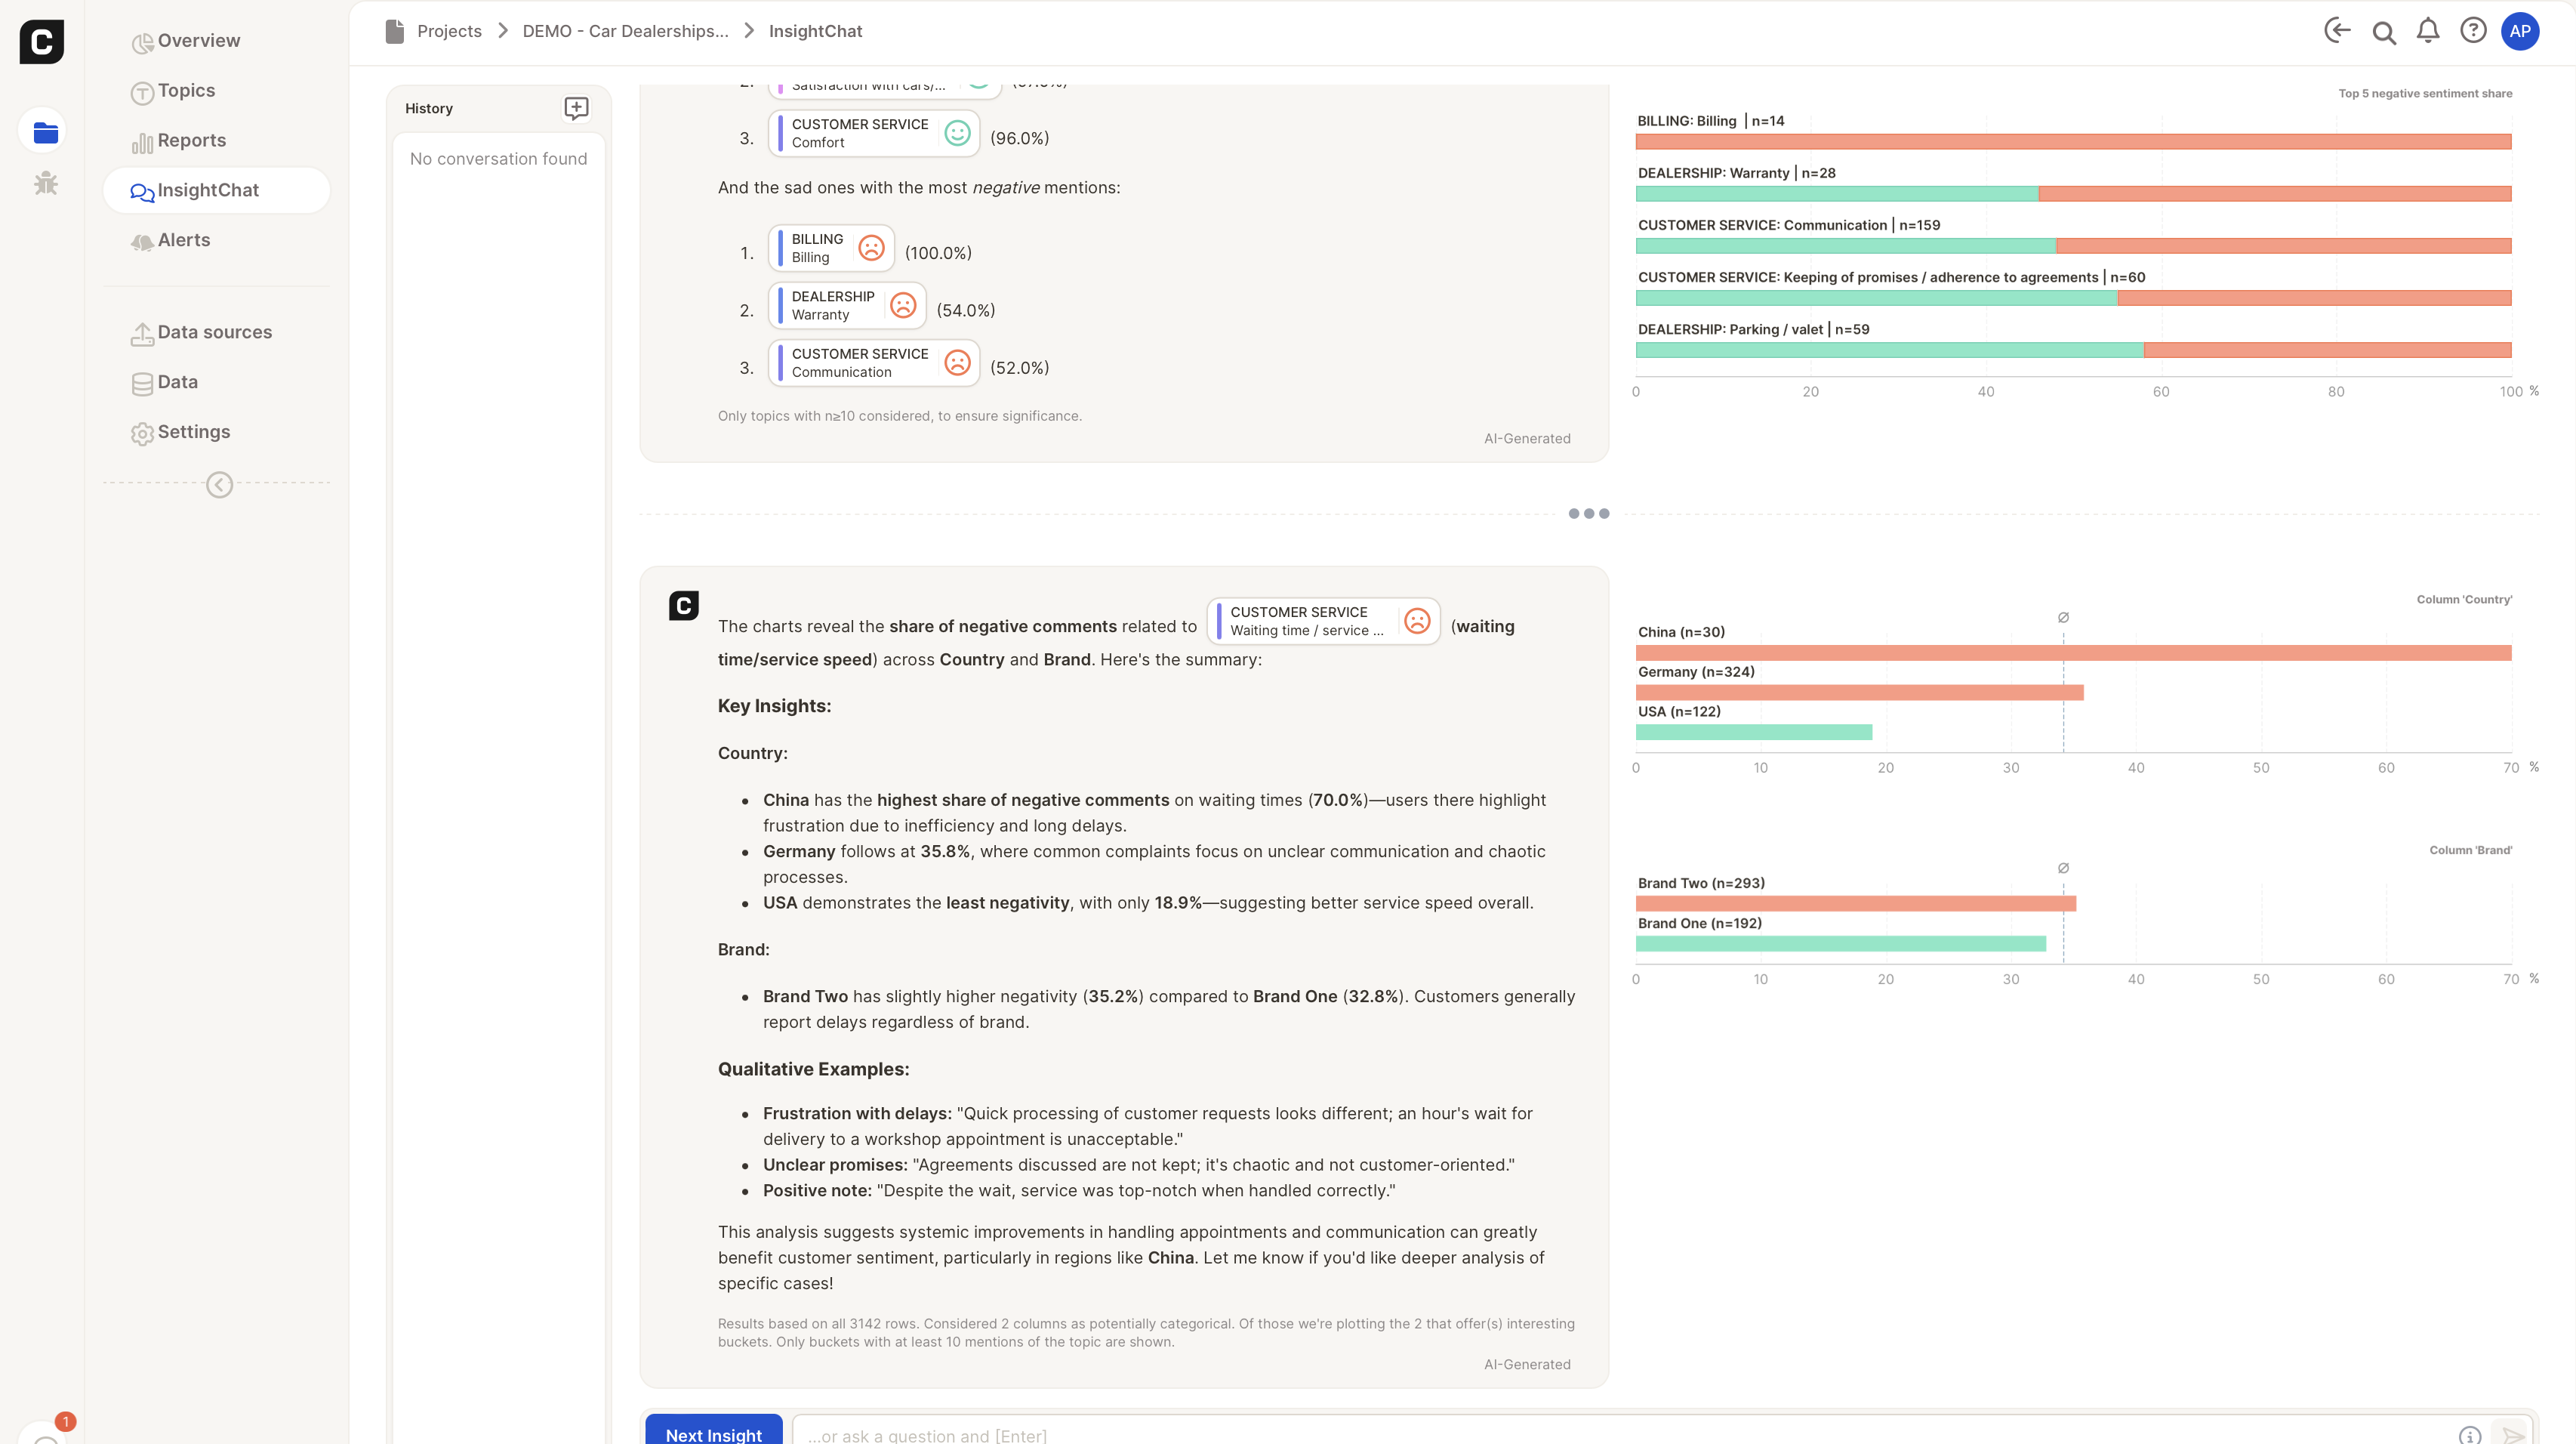 C
Projects > DEMO - Car Dealerships... > InsightChat
AP
Overview
Topics
Reports
InsightChat
Alerts
Data sources
Data
Settings
1
History
No conversation found
2. Satisfaction with cars/...
3. CUSTOMER SERVICE
Comfort
(96.0%)
And the sad ones with the most negative mentions:
1. BILLING
Billing
(100.0%)
2. DEALERSHIP
Warranty
(54.0%)
3. CUSTOMER SERVICE
Communication
(52.0%)
Only topics with n≥10 considered, to ensure significance.
AI-Generated
Top 5 negative sentiment share
BILLING: Billing | n=14
DEALERSHIP: Warranty | n=28
CUSTOMER SERVICE: Communication | n=159
CUSTOMER SERVICE: Keeping of promises / adherence to agreements | n=60
DEALERSHIP: Parking / valet | n=59
0 20 40 60 80 100 %
C
The charts reveal the share of negative comments related to CUSTOMER SERVICE
Waiting time / service ...
(waiting
time/service speed) across Country and Brand. Here's the summary:
Key Insights:
Country:
• China has the highest share of negative comments on waiting times (70.0%)—users there highlight
frustration due to inefficiency and long delays.
• Germany follows at 35.8%, where common complaints focus on unclear communication and chaotic
processes.
• USA demonstrates the least negativity, with only 18.9%—suggesting better service speed overall.
Brand:
• Brand Two has slightly higher negativity (35.2%) compared to Brand One (32.8%). Customers generally
report delays regardless of brand.
Qualitative Examples:
• Frustration with delays: "Quick processing of customer requests looks different; an hour's wait for
delivery to a workshop appointment is unacceptable."
• Unclear promises: "Agreements discussed are not kept; it's chaotic and not customer-oriented."
• Positive note: "Despite the wait, service was top-notch when handled correctly."
This analysis suggests systemic improvements in handling appointments and communication can greatly
benefit customer sentiment, particularly in regions like China. Let me know if you'd like deeper analysis of
specific cases!
Results based on all 3142 rows. Considered 2 columns as potentially categorical. Of those we're plotting the 2 that offer(s) interesting
buckets. Only buckets with at least 10 mentions of the topic are shown.
AI-Generated
Column 'Country'
∅
China (n=30)
Germany (n=324)
USA (n=122)
0 10 20 30 40 50 60 70 %
Column 'Brand'
∅
Brand Two (n=293)
Brand One (n=192)
0 10 20 30 40 50 60 70 %
Next Insight
...or ask a question and [Enter]